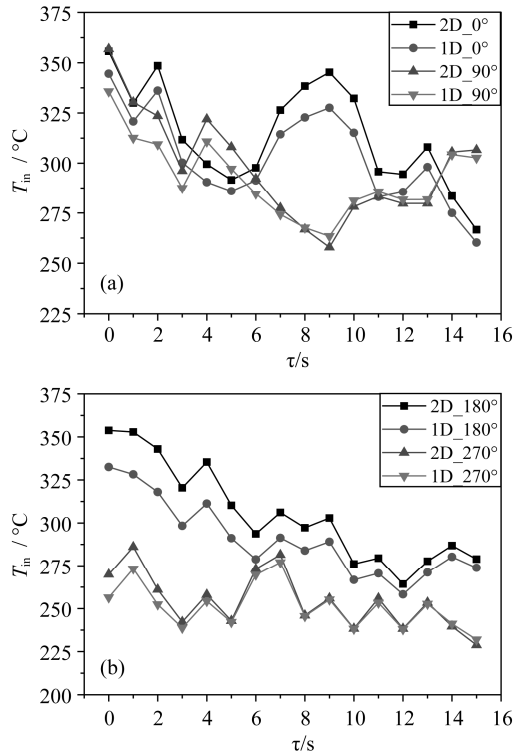 375
350
325
300
275
250
225
T_in / °C
2D_0°
1D_0°
2D_90°
1D_90°
(a)
0 2 4 6 8 10 12 14 16
τ/s
375
350
325
300
275
250
225
200
T_in / °C
2D_180°
1D_180°
2D_270°
1D_270°
(b)
0 2 4 6 8 10 12 14 16
τ/s